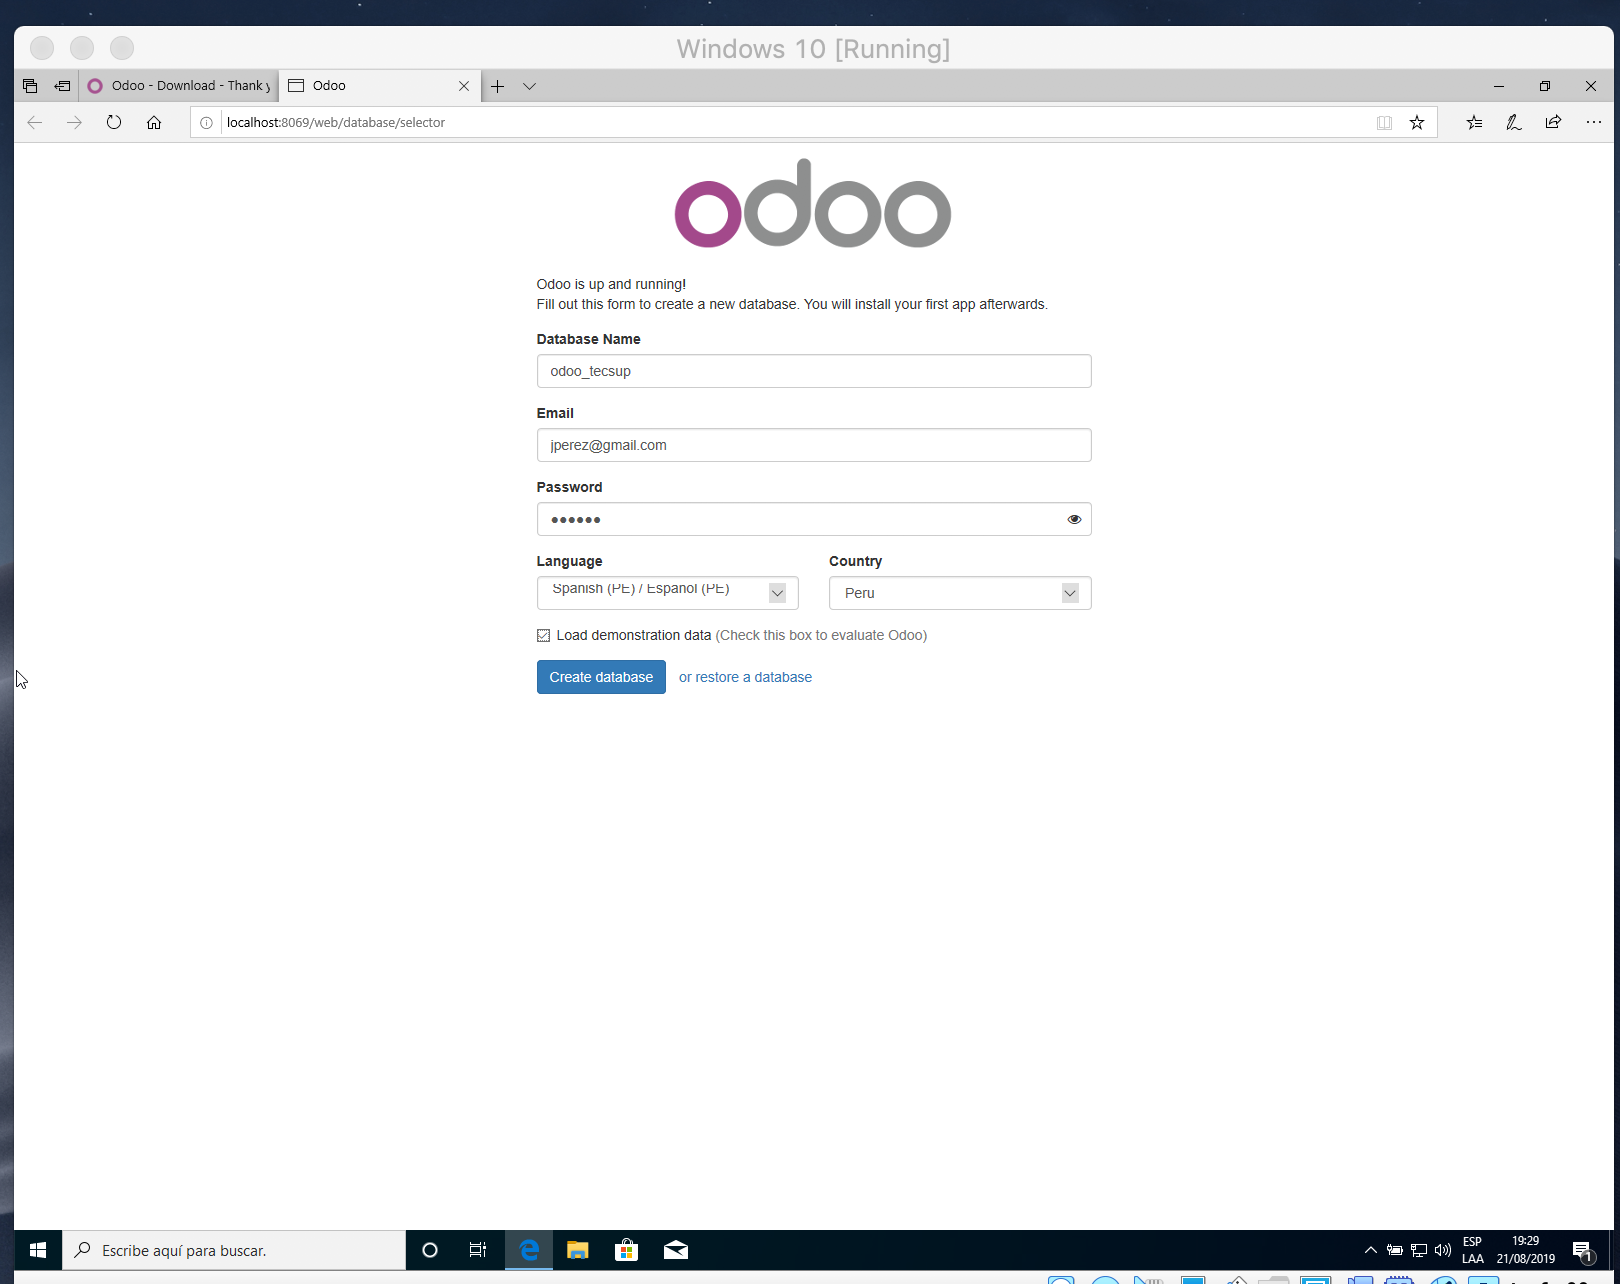 Windows 10 [Running]
Odoo - Download - Thank y
Odoo
localhost:8069/web/database/selector
odoo
Odoo is up and running!
Fill out this form to create a new database. You will install your first app afterwards.
Database Name
odoo_tecsup
Email
jperez@gmail.com
Password
Language
Country
Spanish (PE) / Español (PE)
Peru
Load demonstration data (Check this box to evaluate Odoo)
Create database
or restore a database
Escribe aquí para buscar.
ESP
LAA
19:29
21/08/2019
1